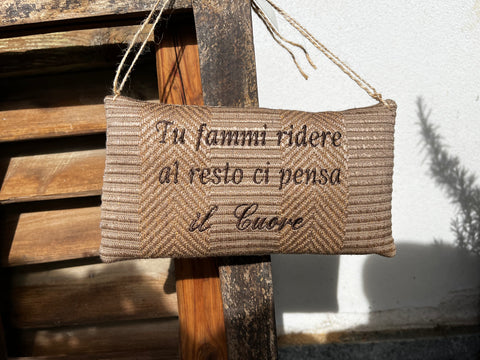 Tu fammi ridere
al resto ci pensa
il Cuore